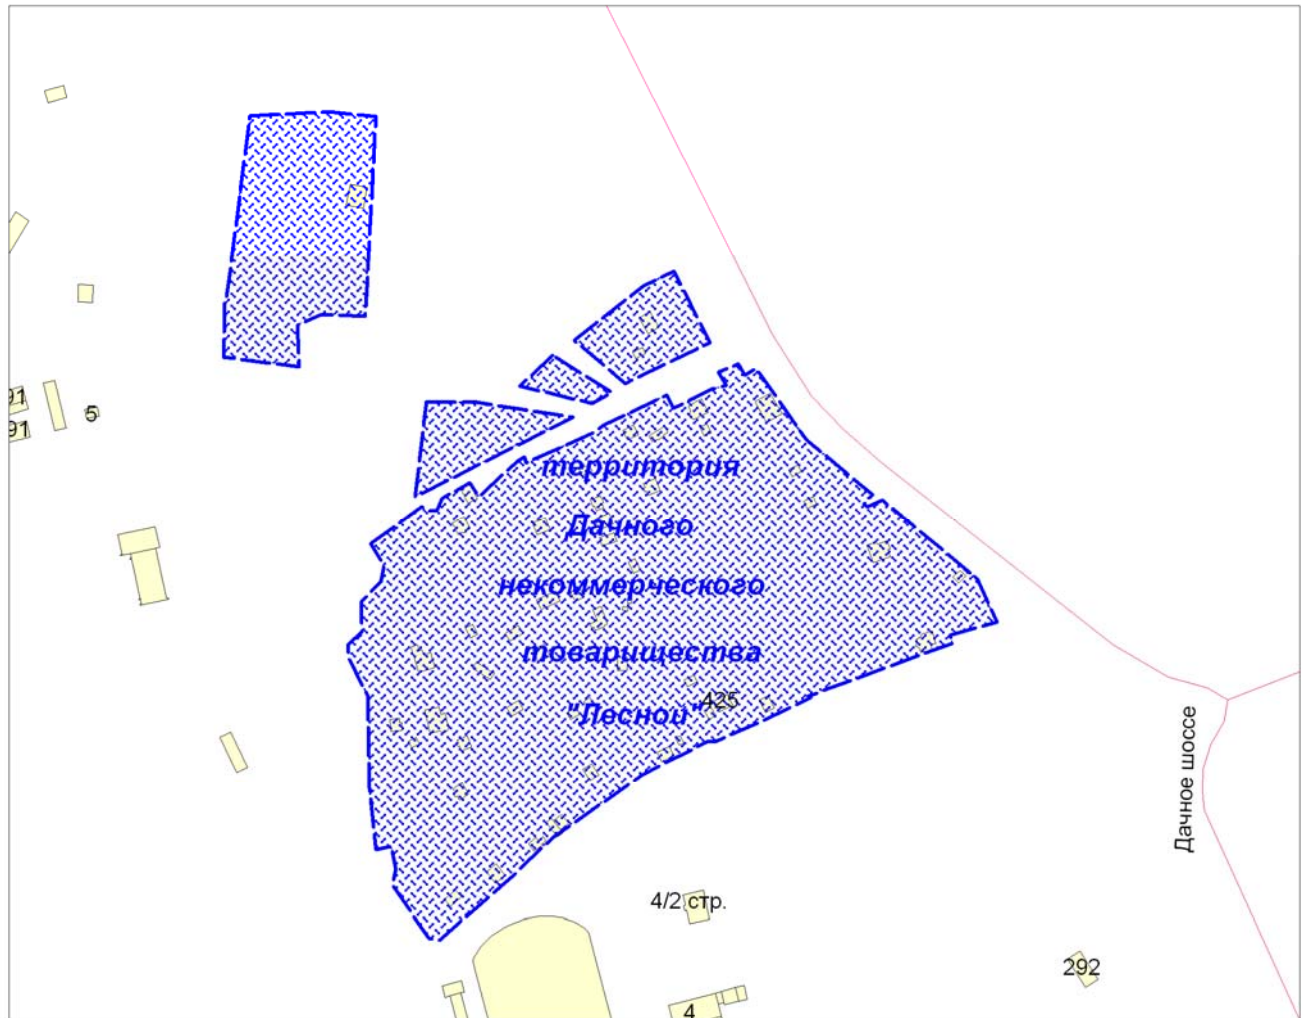 91
91
5
территория
Дачного
некоммерческого
товарищества
"Лесной"
425
Дачное шоссе
4/2 стр.
292
4